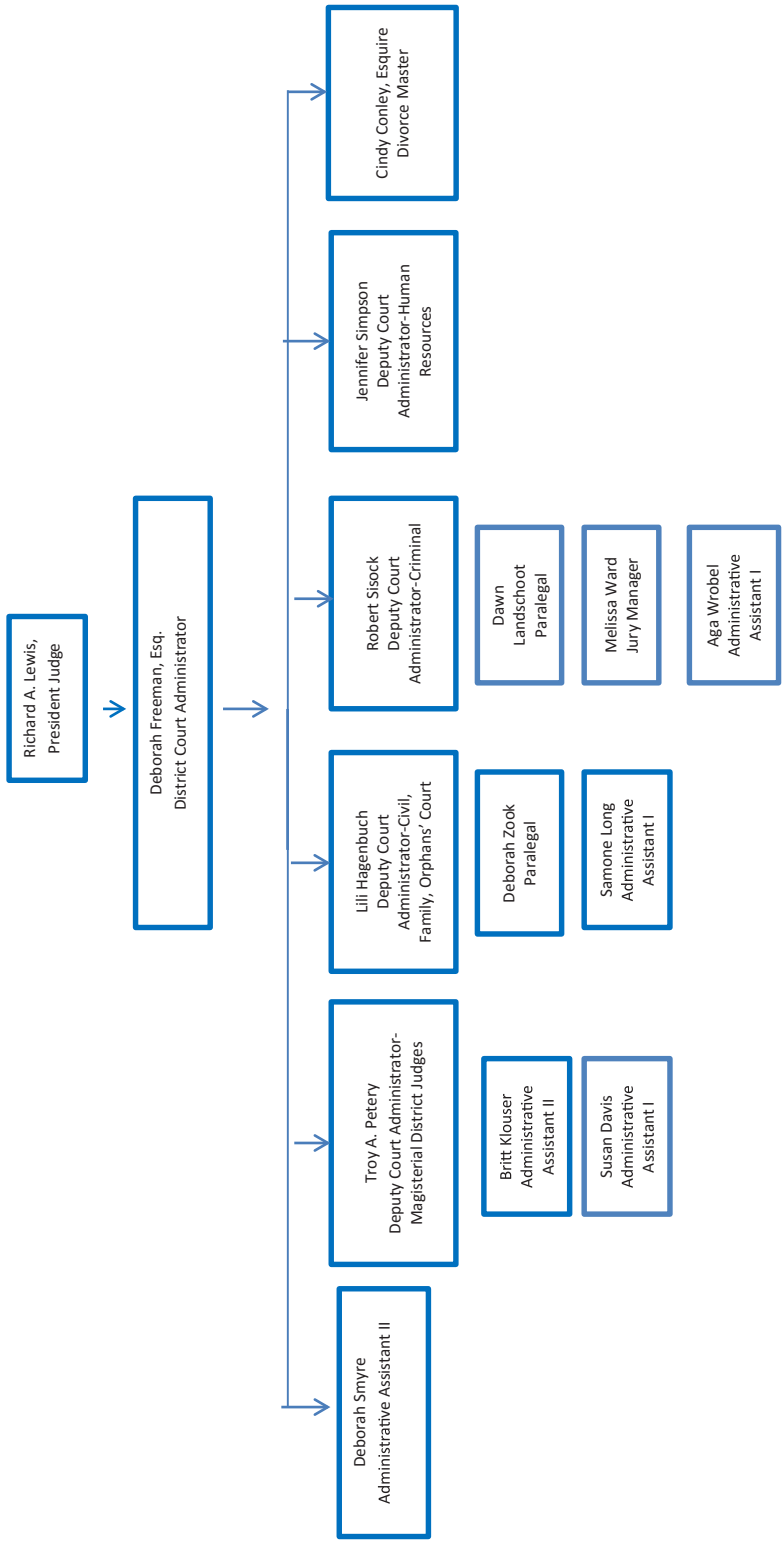 Richard A. Lewis,
President Judge
Deborah Freeman, Esq.
District Court Administrator
Deborah Smyre
Administrative Assistant II
Troy A. Petery
Deputy Court Administrator-
Magisterial District Judges
Lili Hagenbuch
Deputy Court
Administrator-Civil,
Family, Orphans’ Court
Robert Sisock
Deputy Court
Administrator-Criminal
Jennifer Simpson
Deputy Court
Administrator-Human
Resources
Cindy Conley, Esquire
Divorce Master
Britt Klouser
Administrative
Assistant II
Susan Davis
Administrative
Assistant I
Deborah Zook
Paralegal
Samone Long
Administrative
Assistant I
Dawn
Landschoot
Paralegal
Melissa Ward
Jury Manager
Aga Wrobel
Administrative
Assistant I